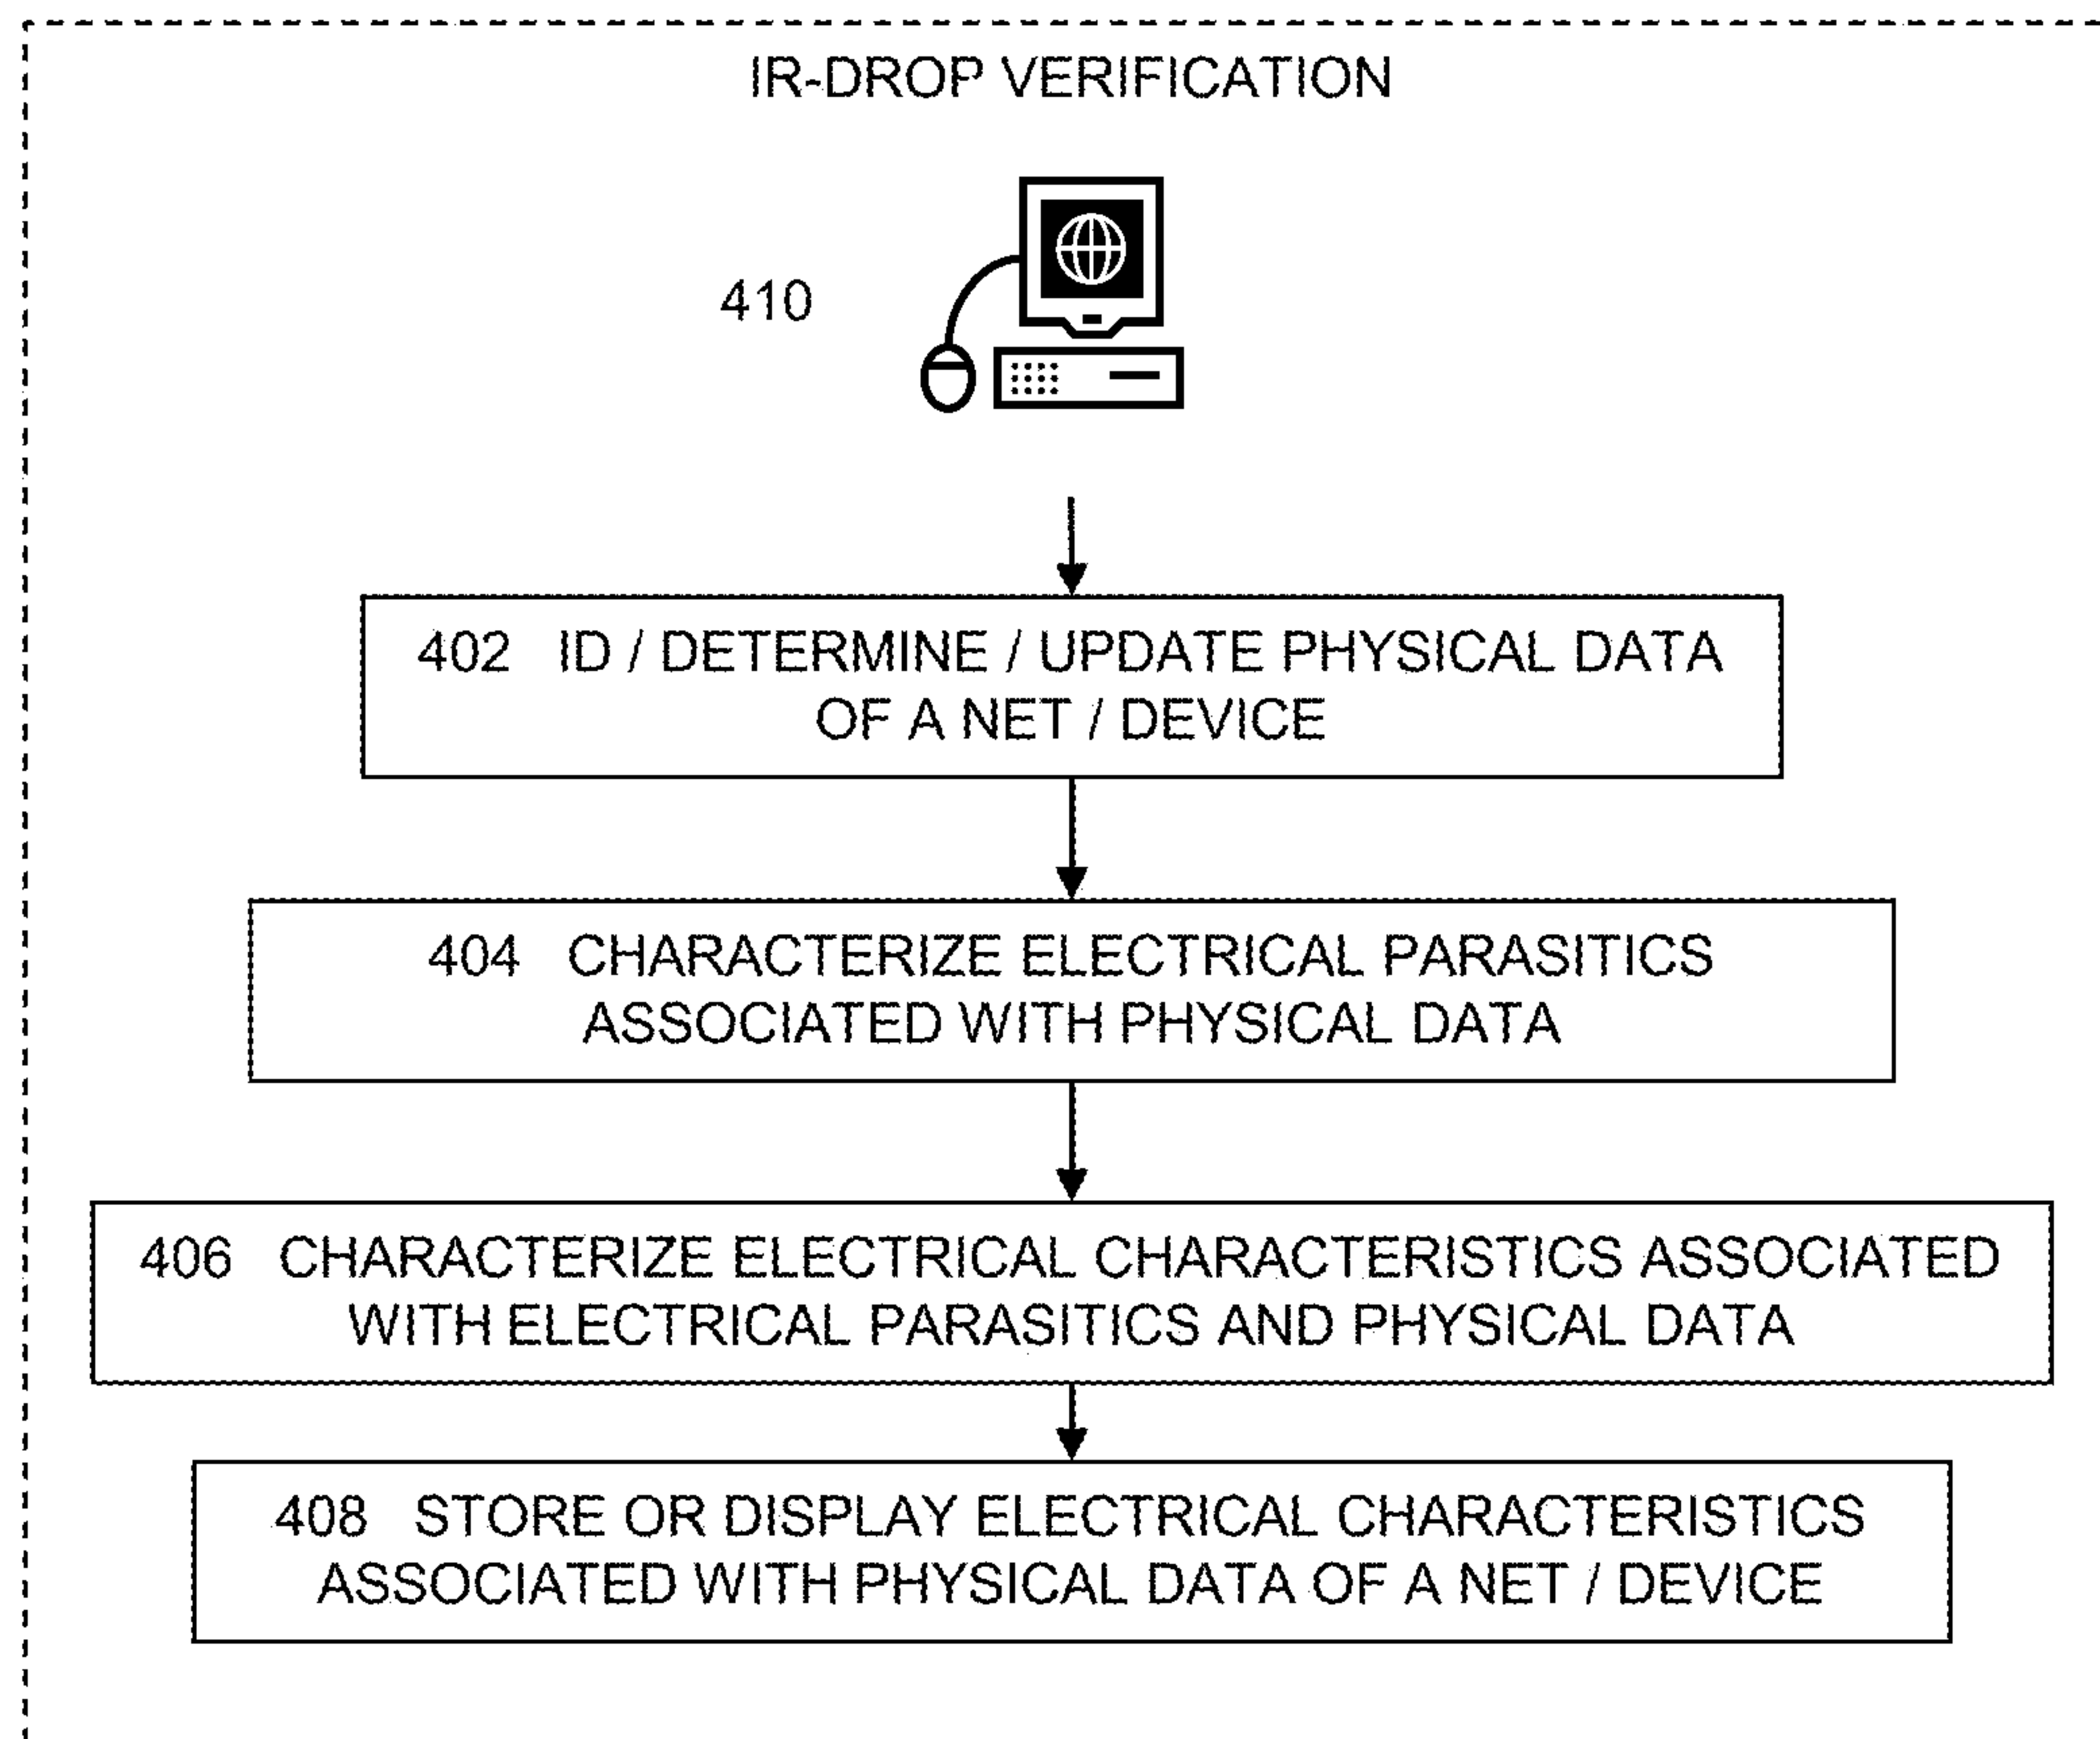 IR-DROP VERIFICATION
410
402 ID / DETERMINE / UPDATE PHYSICAL DATA
OF A NET / DEVICE
404 CHARACTERIZE ELECTRICAL PARASITICS
ASSOCIATED WITH PHYSICAL DATA
406 CHARACTERIZE ELECTRICAL CHARACTERISTICS ASSOCIATED
WITH ELECTRICAL PARASITICS AND PHYSICAL DATA
408 STORE OR DISPLAY ELECTRICAL CHARACTERISTICS
ASSOCIATED WITH PHYSICAL DATA OF A NET / DEVICE